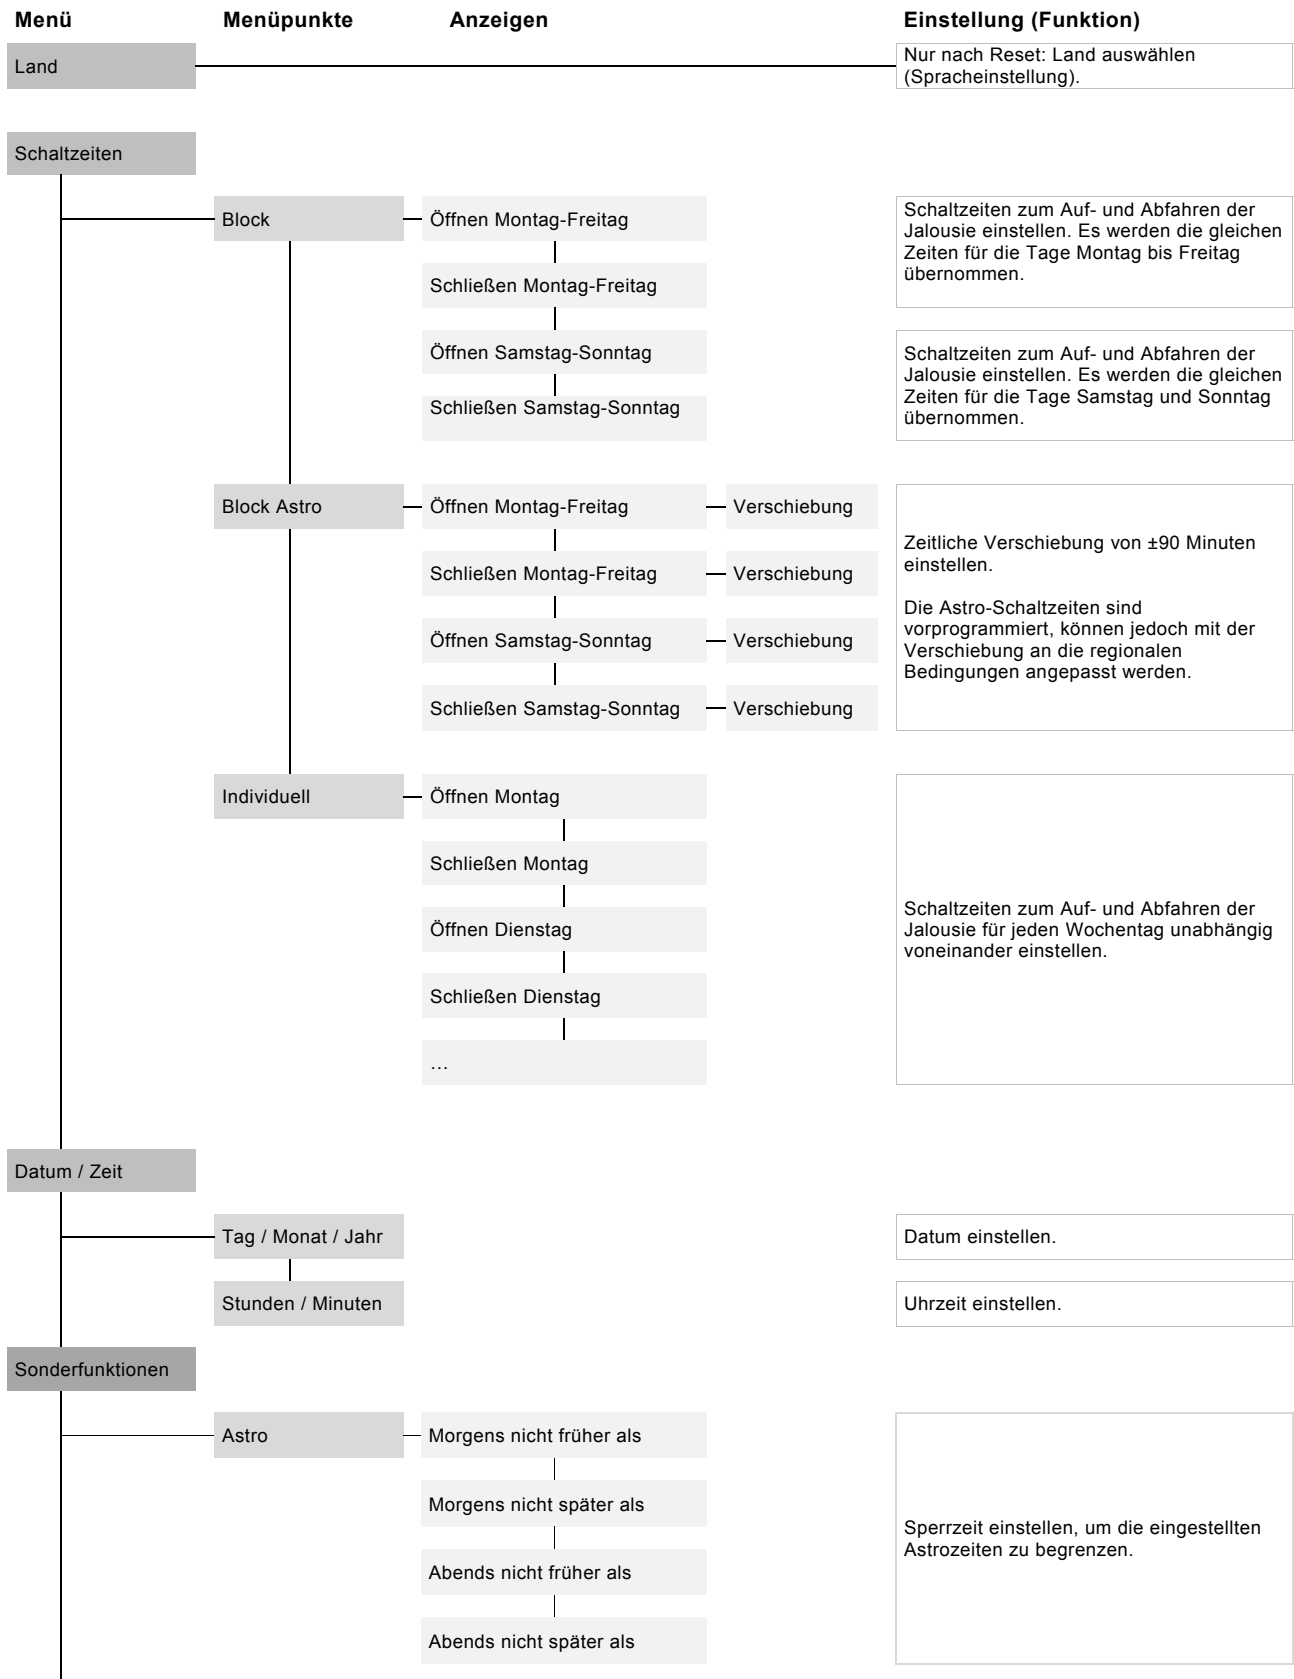 Menü Menüpunkte Anzeigen Einstellung (Funktion)
Land
Nur nach Reset: Land auswählen
(Spracheinstellung).
Schaltzeiten
Block
Öffnen Montag-Freitag
Schließen Montag-Freitag
Schaltzeiten zum Auf- und Abfahren der
Jalousie einstellen. Es werden die gleichen
Zeiten für die Tage Montag bis Freitag
übernommen.
Öffnen Samstag-Sonntag
Schließen Samstag-Sonntag
Schaltzeiten zum Auf- und Abfahren der
Jalousie einstellen. Es werden die gleichen
Zeiten für die Tage Samstag und Sonntag
übernommen.
Block Astro
Öffnen Montag-Freitag Verschiebung
Schließen Montag-Freitag Verschiebung
Öffnen Samstag-Sonntag Verschiebung
Schließen Samstag-Sonntag Verschiebung
Zeitliche Verschiebung von ±90 Minuten
einstellen.
Die Astro-Schaltzeiten sind
vorprogrammiert, können jedoch mit der
Verschiebung an die regionalen
Bedingungen angepasst werden.
Individuell
Öffnen Montag
Schließen Montag
Öffnen Dienstag
Schließen Dienstag
…
Schaltzeiten zum Auf- und Abfahren der
Jalousie für jeden Wochentag unabhängig
voneinander einstellen.
Datum / Zeit
Tag / Monat / Jahr
Datum einstellen.
Stunden / Minuten
Uhrzeit einstellen.
Sonderfunktionen
Astro
Morgens nicht früher als
Morgens nicht später als
Abends nicht früher als
Abends nicht später als
Sperrzeit einstellen, um die eingestellten
Astrozeiten zu begrenzen.